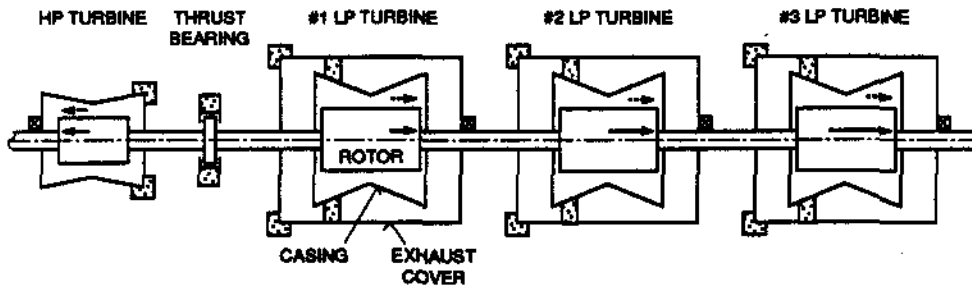 HP TURBINE
THRUST
BEARING
#1 LP TURBINE
#2 LP TURBINE
#3 LP TURBINE
ROTOR
CASING
EXHAUST
COVER